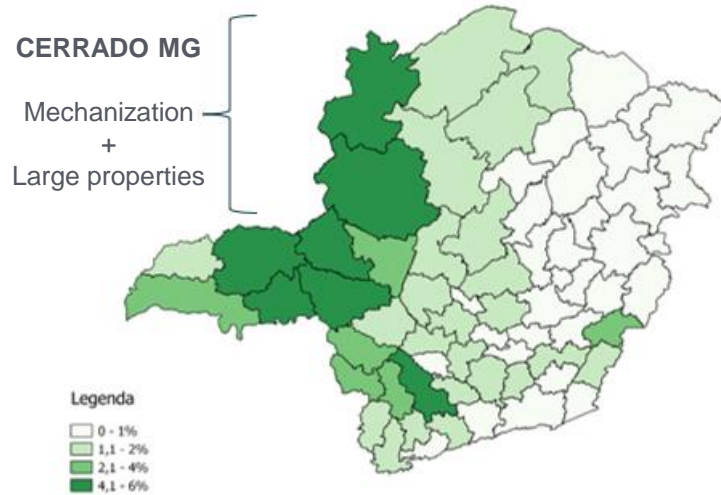 CERRADO MG
Mechanization
+
Large properties
Legenda
0 - 1%
1,1 - 2%
2,1 - 4%
4,1 - 6%